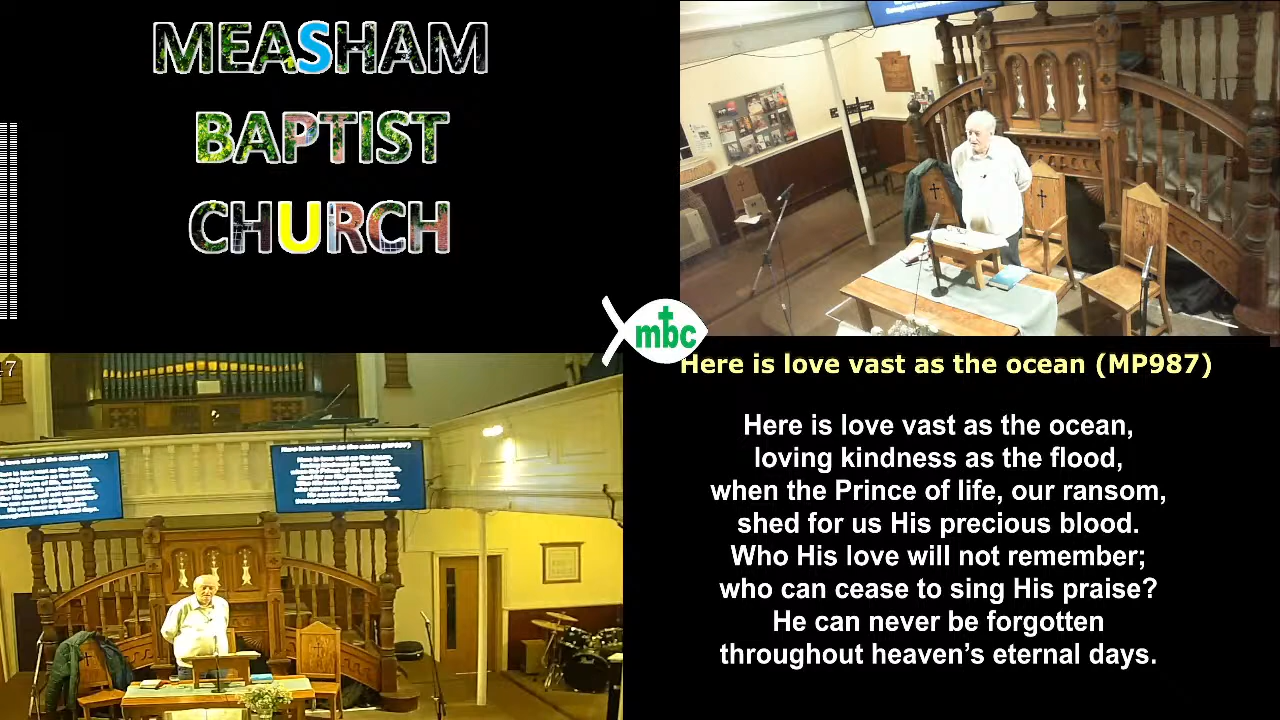 MEASHAM
BAPTIST
CHURCH
mbc
47
Here is love vast as the ocean (MP987)
Here is love vast as the ocean,
loving kindness as the flood,
when the Prince of life, our ransom,
shed for us His precious blood.
Who His love will not remember;
who can cease to sing His praise?
He can never be forgotten
throughout heaven’s eternal days.